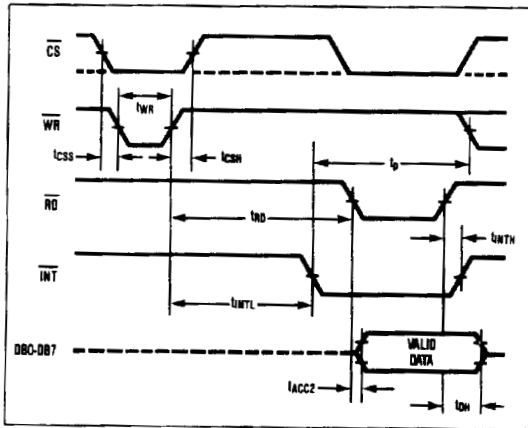 CS
tWR
WR
tCSS
tCSH
tp
RD
tRD
tINTH
INT
tINTL
DB0-DB7
VALID
DATA
tACC2
tDH